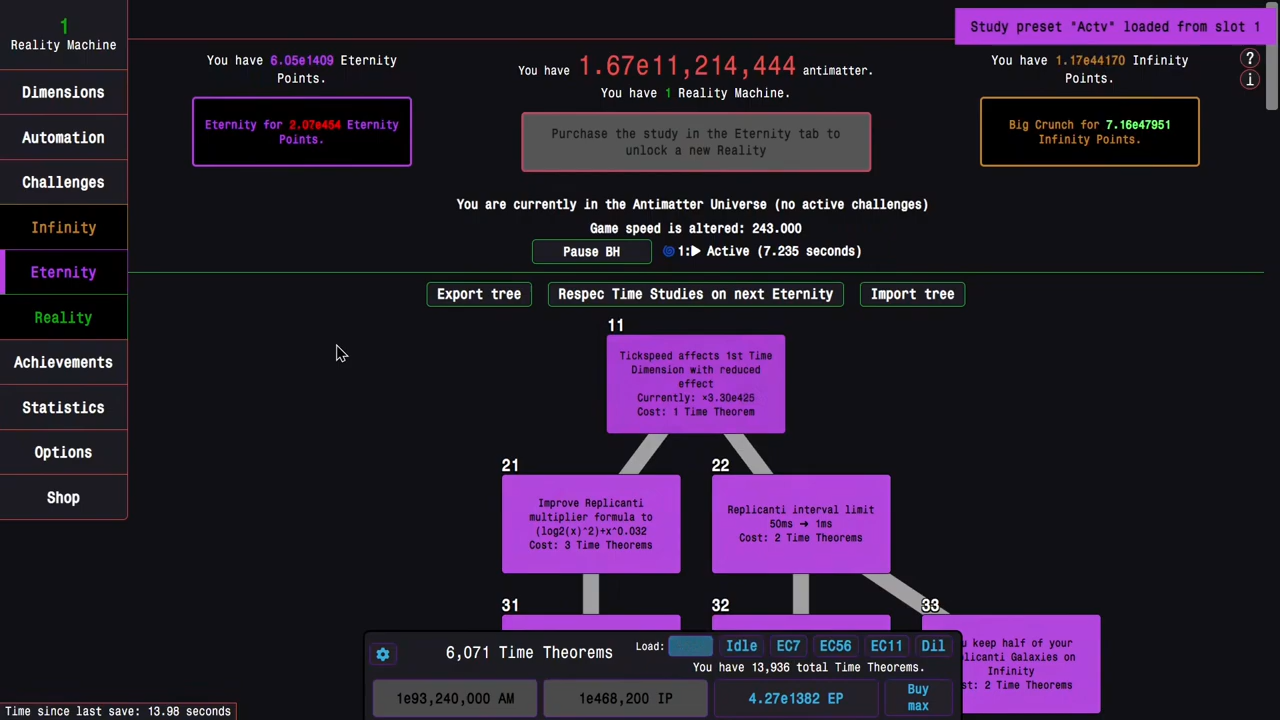 Study preset "Actv" loaded from slot 1
1
Reality Machine
Dimensions
Automation
Challenges
Infinity
Eternity
Reality
Achievements
Statistics
Options
Shop
You have 6.05e1409 Eternity
Points.
Eternity for 2.07e454 Eternity
Points.
You have 1.67e11,214,444 antimatter.
You have 1 Reality Machine.
Purchase the study in the Eternity tab to
unlock a new Reality
You have 1.17e44170 Infinity
Points.
Big Crunch for 7.16e47951
Infinity Points.
?
i
You are currently in the Antimatter Universe (no active challenges)
Game speed is altered: 243.000
Pause BH
1:▶ Active (7.235 seconds)
Export tree
Respec Time Studies on next Eternity
Import tree
11
Tickspeed affects 1st Time
Dimension with reduced
effect
Currently: ×3.30e425
Cost: 1 Time Theorem
21
Improve Replicanti
multiplier formula to
(log2(x)^2)+x^0.032
Cost: 3 Time Theorems
22
Replicanti interval limit
50ms ➜ 1ms
Cost: 2 Time Theorems
31
32
33
keep half of your
Galaxies on
Infinity
2 Time Theorems
6,071 Time Theorems
Load:
Idle
EC7
EC56
EC11
Dil
You have 13,936 total Time Theorems.
1e93,240,000 AM
1e468,200 IP
4.27e1382 EP
Buy
max
Time since last save: 13.98 seconds